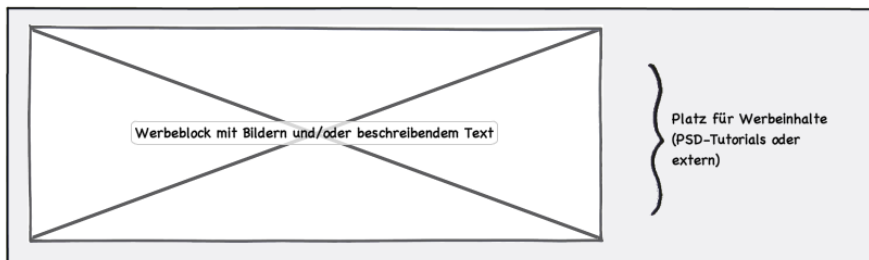 Werbeblock mit Bildern und/oder beschreibendem Text
Platz für Werbeinhalte
(PSD-Tutorials oder
extern)